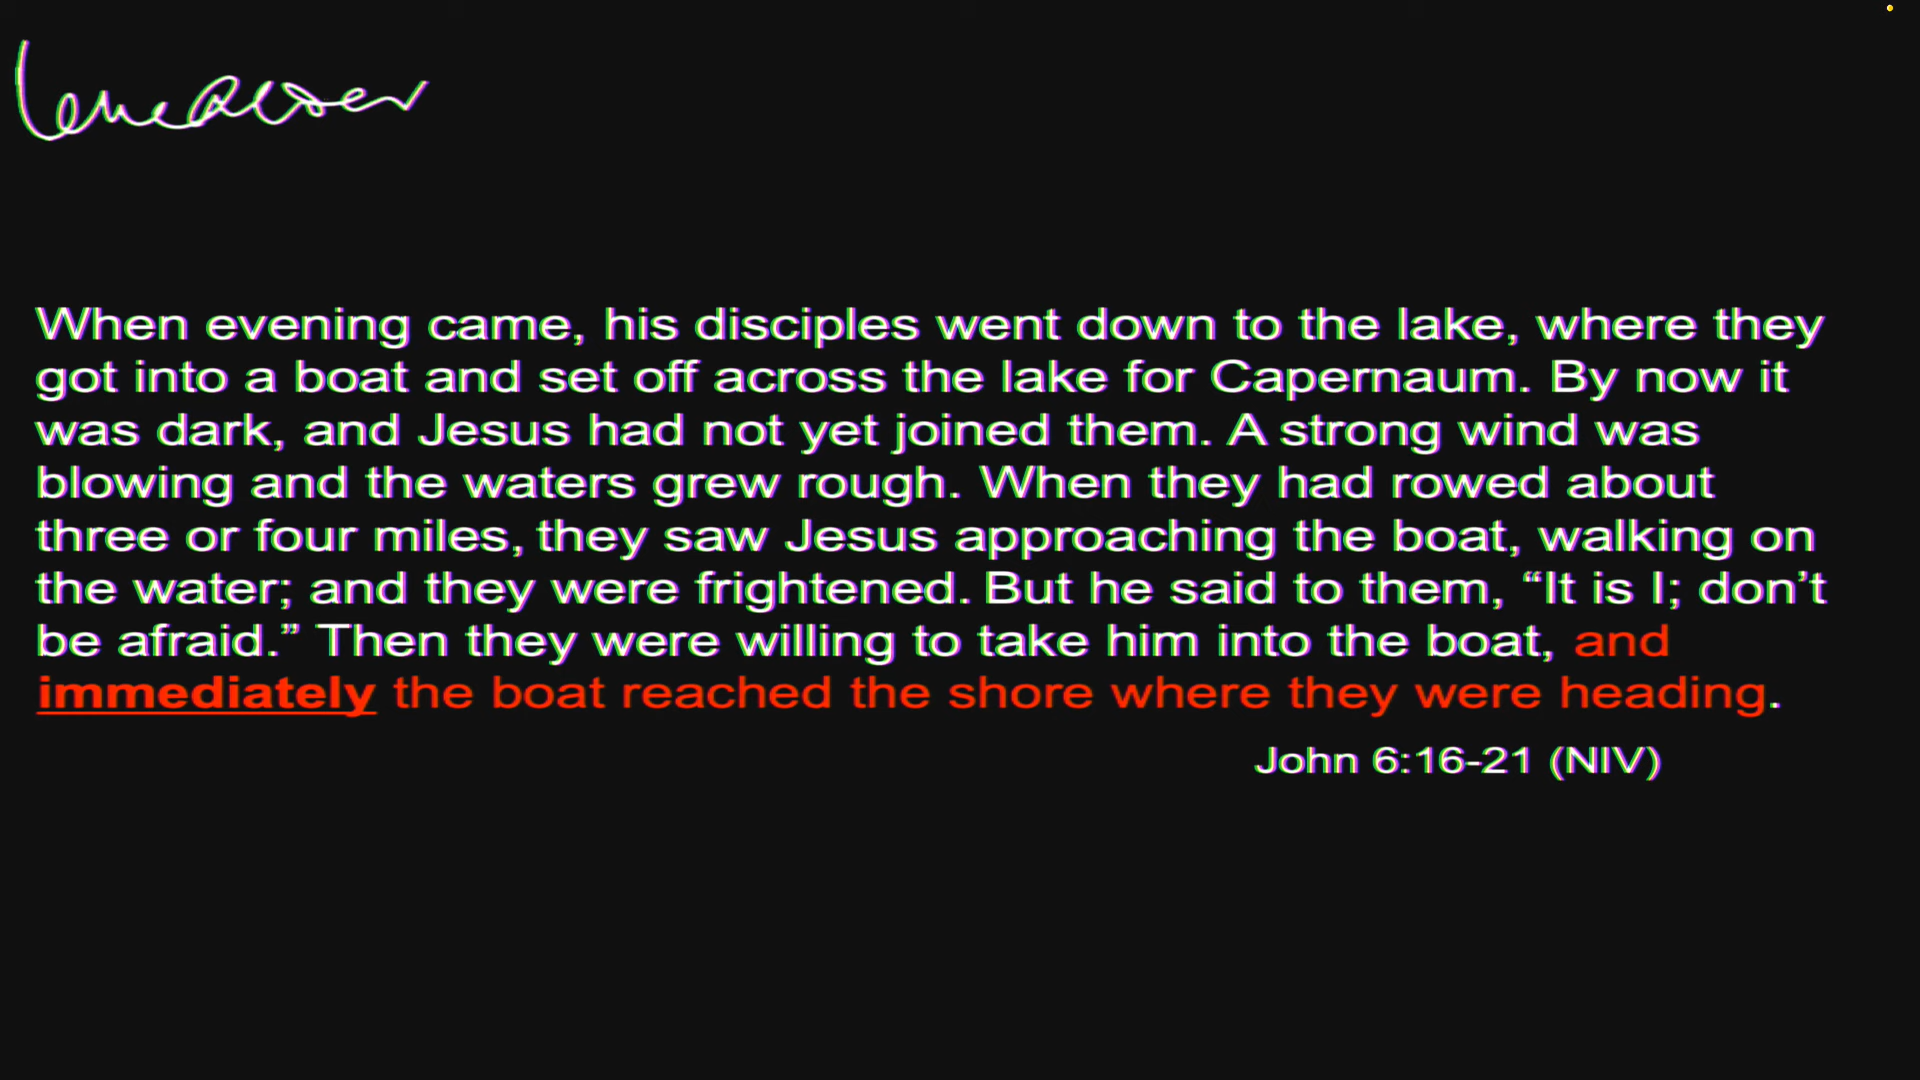 When evening came, his disciples went down to the lake, where they
got into a boat and set off across the lake for Capernaum. By now it
was dark, and Jesus had not yet joined them. A strong wind was
blowing and the waters grew rough. When they had rowed about
three or four miles, they saw Jesus approaching the boat, walking on
the water; and they were frightened. But he said to them, “It is I; don’t
be afraid.” Then they were willing to take him into the boat, and
immediately the boat reached the shore where they were heading.
John 6:16-21 (NIV)